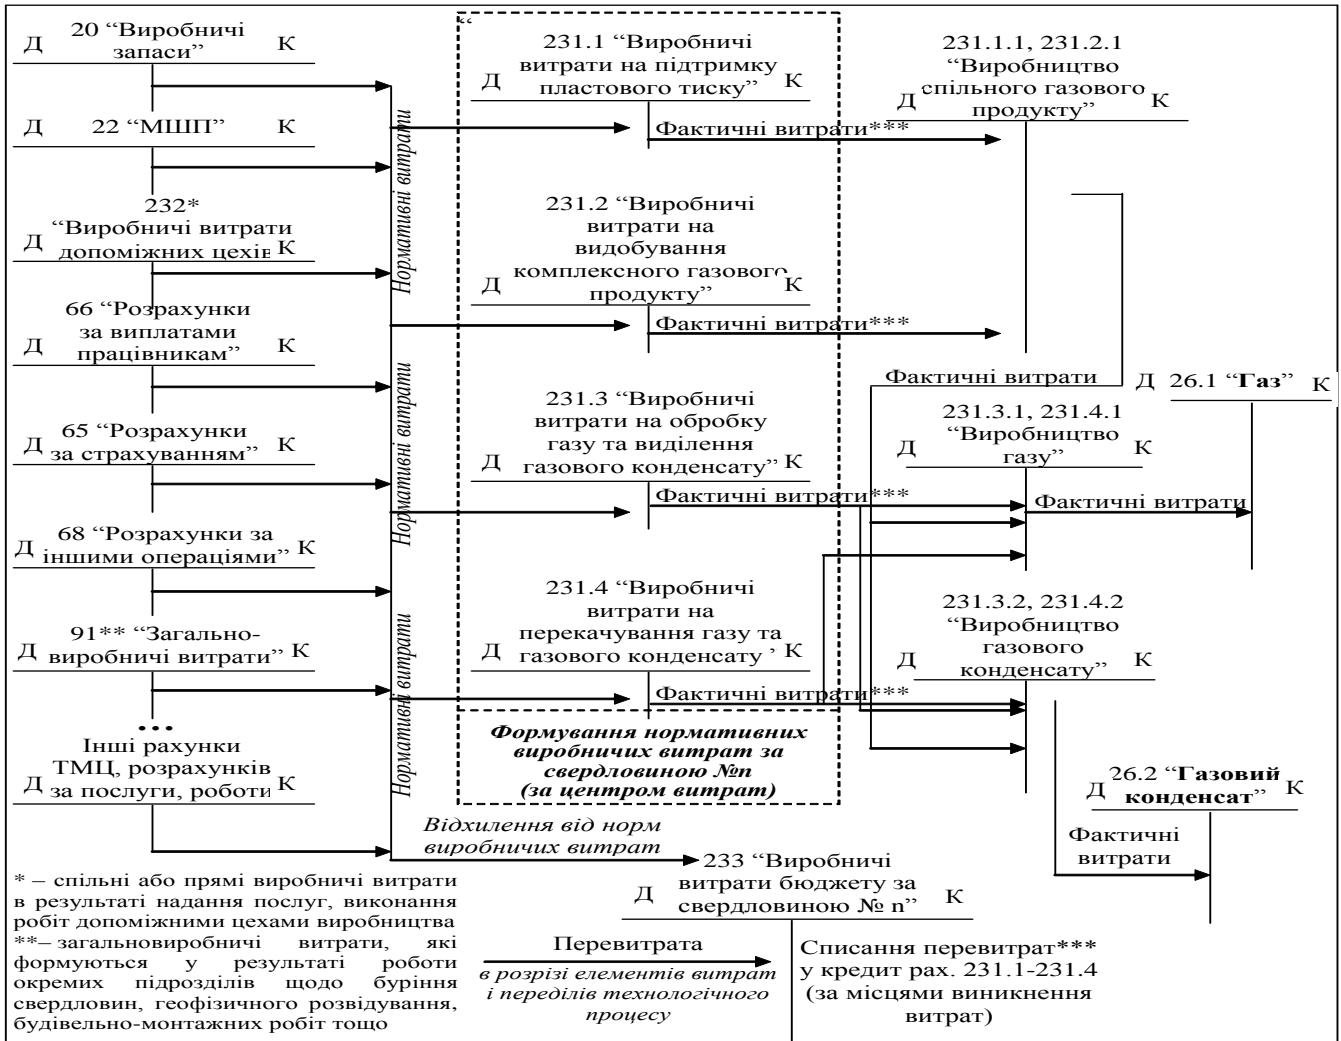 20 “Виробничі
запаси”
Д К
22 “МШП”
Д К
232*
“Виробничі витрати
допоміжних цехів
Д К
66 “Розрахунки
за виплатами
працівникам”
Д К
65 “Розрахунки
за страхуванням”
Д К
68 “Розрахунки за
іншими операціями”
Д К
91** “Загально-
виробничі витрати”
Д К
...
Інші рахунки
ТМЦ, розрахунків
за послуги, роботи
Д К
Нормативні витрати
Нормативні витрати
Нормативні витрати
“
231.1 “Виробничі
витрати на підтримку
пластового тиску”
Д К
Фактичні витрати***
231.2 “Виробничі
витрати на
видобування
комплексного газового
продукту”
Д К
Фактичні витрати***
231.3 “Виробничі
витрати на обробку
газу та виділення
газового конденсату”
Д К
Фактичні витрати***
231.4 “Виробничі
витрати на
перекачування газу та
газового конденсату ’
Д К
Фактичні витрати***
Формування нормативних
виробничих витрат за
свердловиною №n
(за центром витрат)
231.1.1, 231.2.1
“Виробництво
спільного газового
продукту”
Д К
Фактичні витрати
Д 26.1 “Газ” К
231.3.1, 231.4.1
“Виробництво
газу”
Д К
Фактичні витрати
231.3.2, 231.4.2
“Виробництво
газового
конденсату”
Д К
26.2 “Газовий
конденсат”
Д К
Фактичні
витрати
Відхилення від норм
виробничих витрат
233 “Виробничі
витрати бюджету за
свердловиною № n”
Д К
Перевитрата
в розрізі елементів витрат
і переділів технологічного
процесу
Списання перевитрат***
у кредит рах. 231.1-231.4
(за місцями виникнення
витрат)
* – спільні або прямі виробничі витрати
в результаті надання послуг, виконання
робіт допоміжними цехами виробництва
**– загальновиробничі витрати, які
формуються у результаті роботи
окремих підрозділів щодо буріння
свердловин, геофізичного розвідування,
будівельно-монтажних робіт тощо